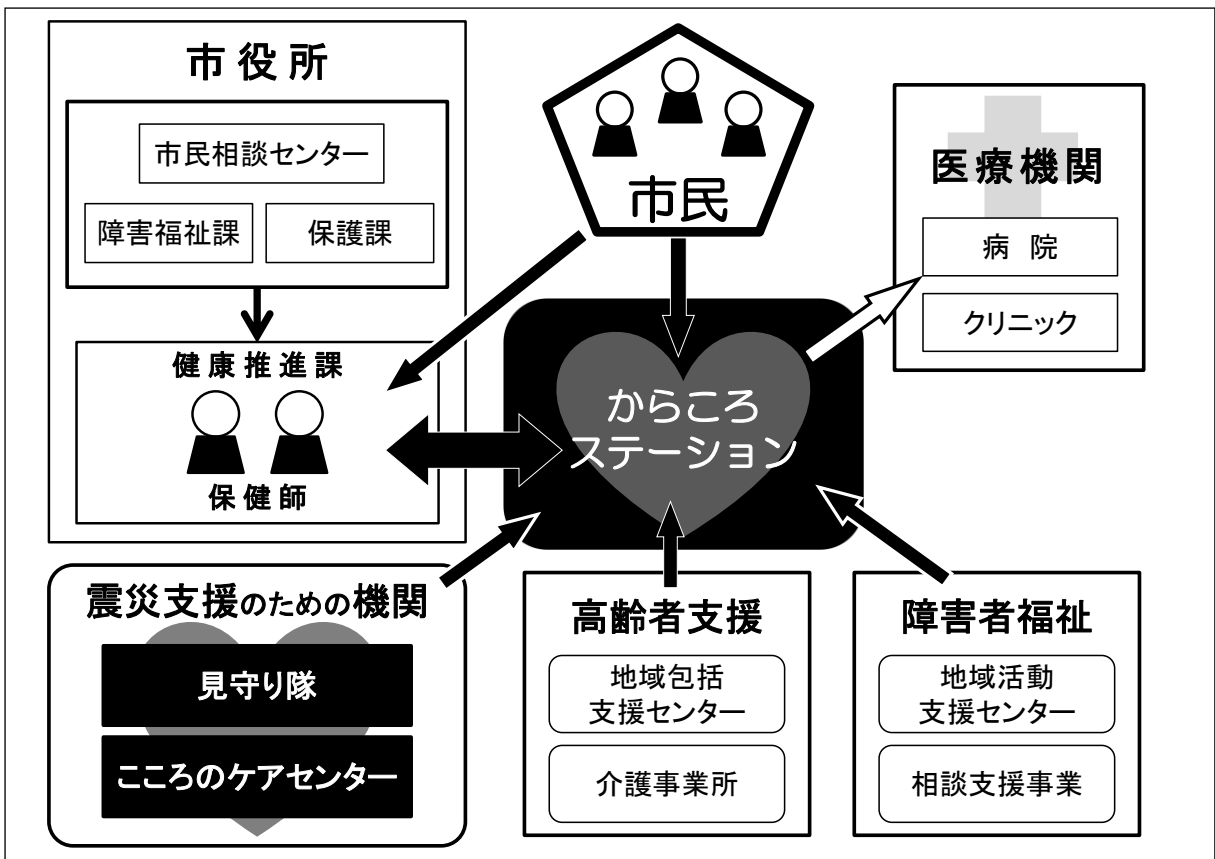 市役所
市民相談センター
障害福祉課
保護課
健康推進課
保健師
市民
医療機関
病院
クリニック
からころ
ステーション
震災支援のための機関
見守り隊
こころのケアセンター
高齢者支援
地域包括
支援センター
介護事業所
障害者福祉
地域活動
支援センター
相談支援事業